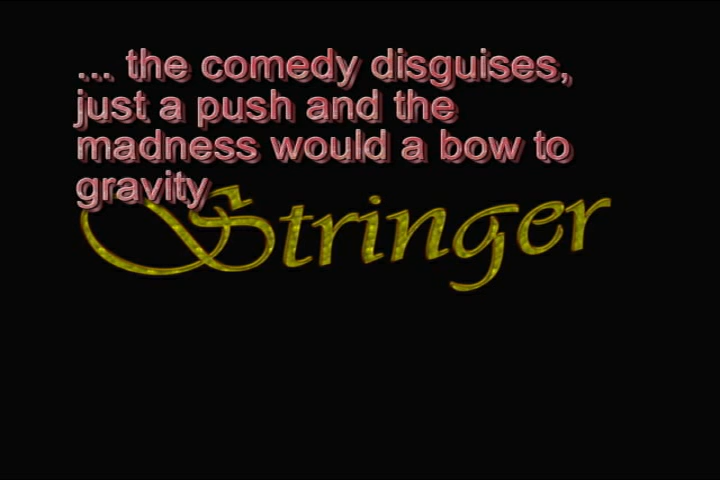 ... the comedy disguises,
just a push and the
madness would a bow to
gravity
Stringer